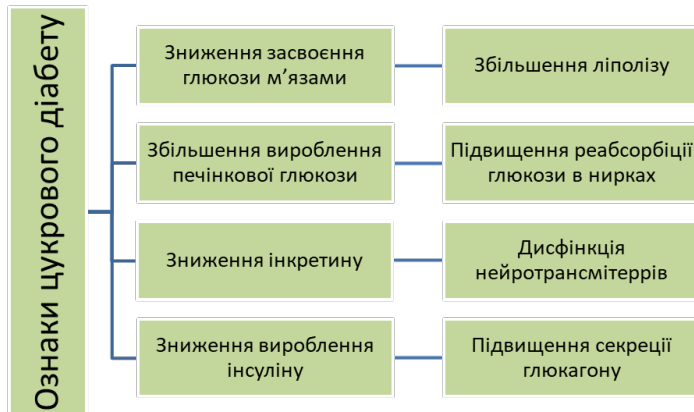 Ознаки цукрового діабету
Зниження засвоєння
глюкози м’язами
Збільшення ліполізу
Збільшення вироблення
печінкової глюкози
Підвищення реабсорбіції
глюкози в нирках
Зниження інкретину
Дисфінкція
нейротрансмітеррів
Зниження вироблення
інсуліну
Підвищення секреції
глюкагону